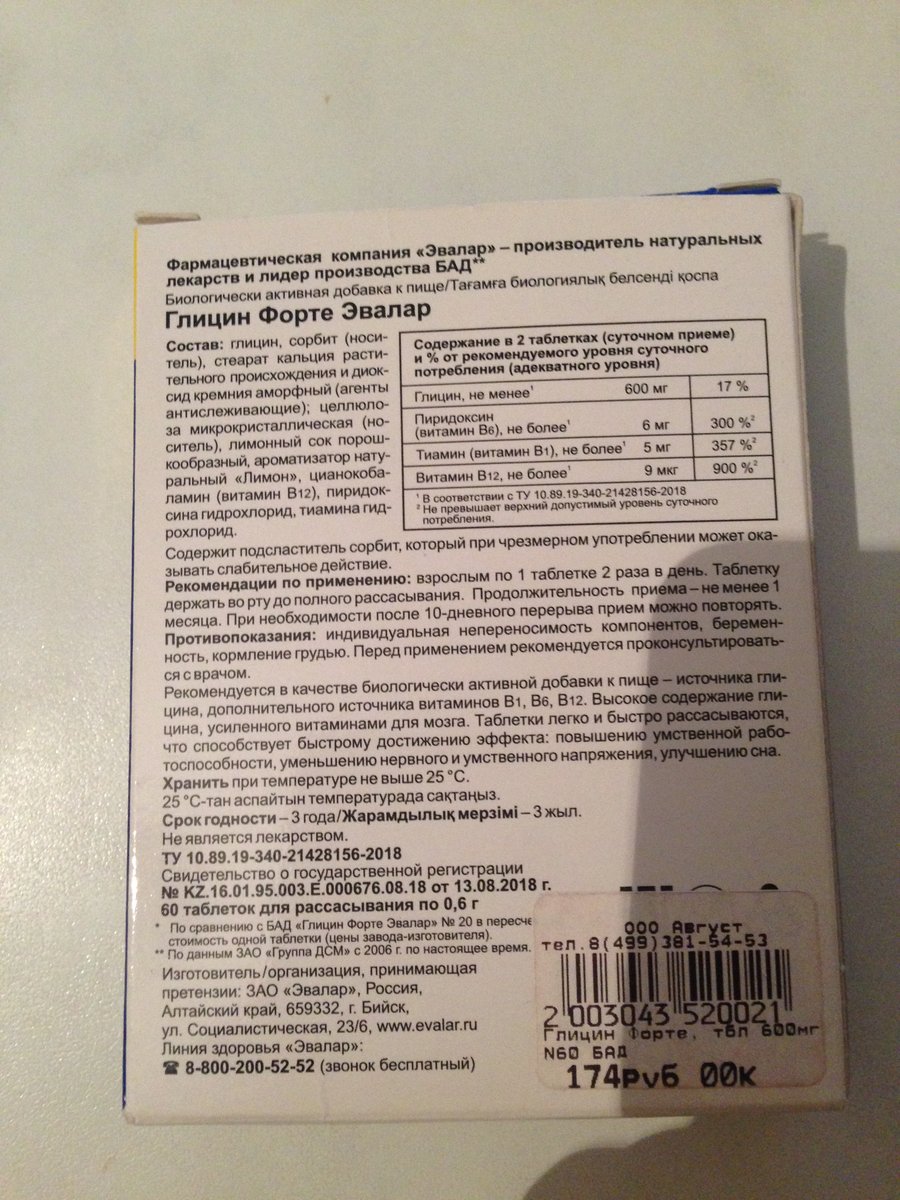 Фармацевтическая компания «Эвалар» – производитель натуральных
лекарств и лидер производства БАД**
Биологически активная добавка к пище/Тағамға биологиялық белсенді қоспа
Глицин Форте Эвалар
Состав: глицин, сорбит (носи-
тель), стеарат кальция расти-
тельного происхождения и диок-
сид кремния аморфный (агенты
антислеживающие); целлюло-
за микрокристаллическая (но-
ситель), лимонный сок порош-
кообразный, ароматизатор нату-
ральный «Лимон», цианокоба-
ламин (витамин B12), пиридок-
сина гидрохлорид, тиамина гид-
рохлорид.
Содержание в 2 таблетках (суточном приеме)
и % от рекомендуемого уровня суточного
потребления (адекватного уровня)
Глицин, не менее¹ 600 мг 17 %
Пиридоксин
(витамин B6), не более¹ 6 мг 300 %²
Тиамин (витамин B1), не более¹ 5 мг 357 %²
Витамин B12, не более¹ 9 мкг 900 %²
¹ В соответствии с ТУ 10.89.19-340-21428156-2018
² Не превышает верхний допустимый уровень суточного
потребления.
Содержит подсластитель сорбит, который при чрезмерном употреблении может ока-
зывать слабительное действие.
Рекомендации по применению: взрослым по 1 таблетке 2 раза в день. Таблетку
держать во рту до полного рассасывания. Продолжительность приема – не менее 1
месяца. При необходимости после 10-дневного перерыва прием можно повторять.
Противопоказания: индивидуальная непереносимость компонентов, беремен-
ность, кормление грудью. Перед применением рекомендуется проконсультировать-
ся с врачом.
Рекомендуется в качестве биологически активной добавки к пище – источника гли-
цина, дополнительного источника витаминов B1, B6, B12. Высокое содержание гли-
цина, усиленного витаминами для мозга. Таблетки легко и быстро рассасываются,
что способствует быстрому достижению эффекта: повышению умственной рабо-
тоспособности, уменьшению нервного и умственного напряжения, улучшению сна.
Хранить при температуре не выше 25 °C.
25 °C-тан аспайтын температурада сақтаңыз.
Срок годности – 3 года/Жарамдылық мерзімі – 3 жыл.
Не является лекарством.
ТУ 10.89.19-340-21428156-2018
Свидетельство о государственной регистрации
№ KZ.16.01.95.003.E.000676.08.18 от 13.08.2018 г.
60 таблеток для рассасывания по 0,6 г
* По сравнению с БАД «Глицин Форте Эвалар» № 20 в пересче
стоимость одной таблетки (цены завода-изготовителя).
** По данным ЗАО «Группа ДСМ» с 2006 г. по настоящее время.
Изготовитель/организация, принимающая
претензии: ЗАО «Эвалар», Россия,
Алтайский край, 659332, г. Бийск,
ул. Социалистическая, 23/6, www.evalar.ru
Линия здоровья «Эвалар»:
☎ 8-800-200-52-52 (звонок бесплатный)
ООО Август
тел.8(499)381-54-53
2 003043 520021
Глицин Форте, тбл 600мг
N60 БАД
174руб 00к